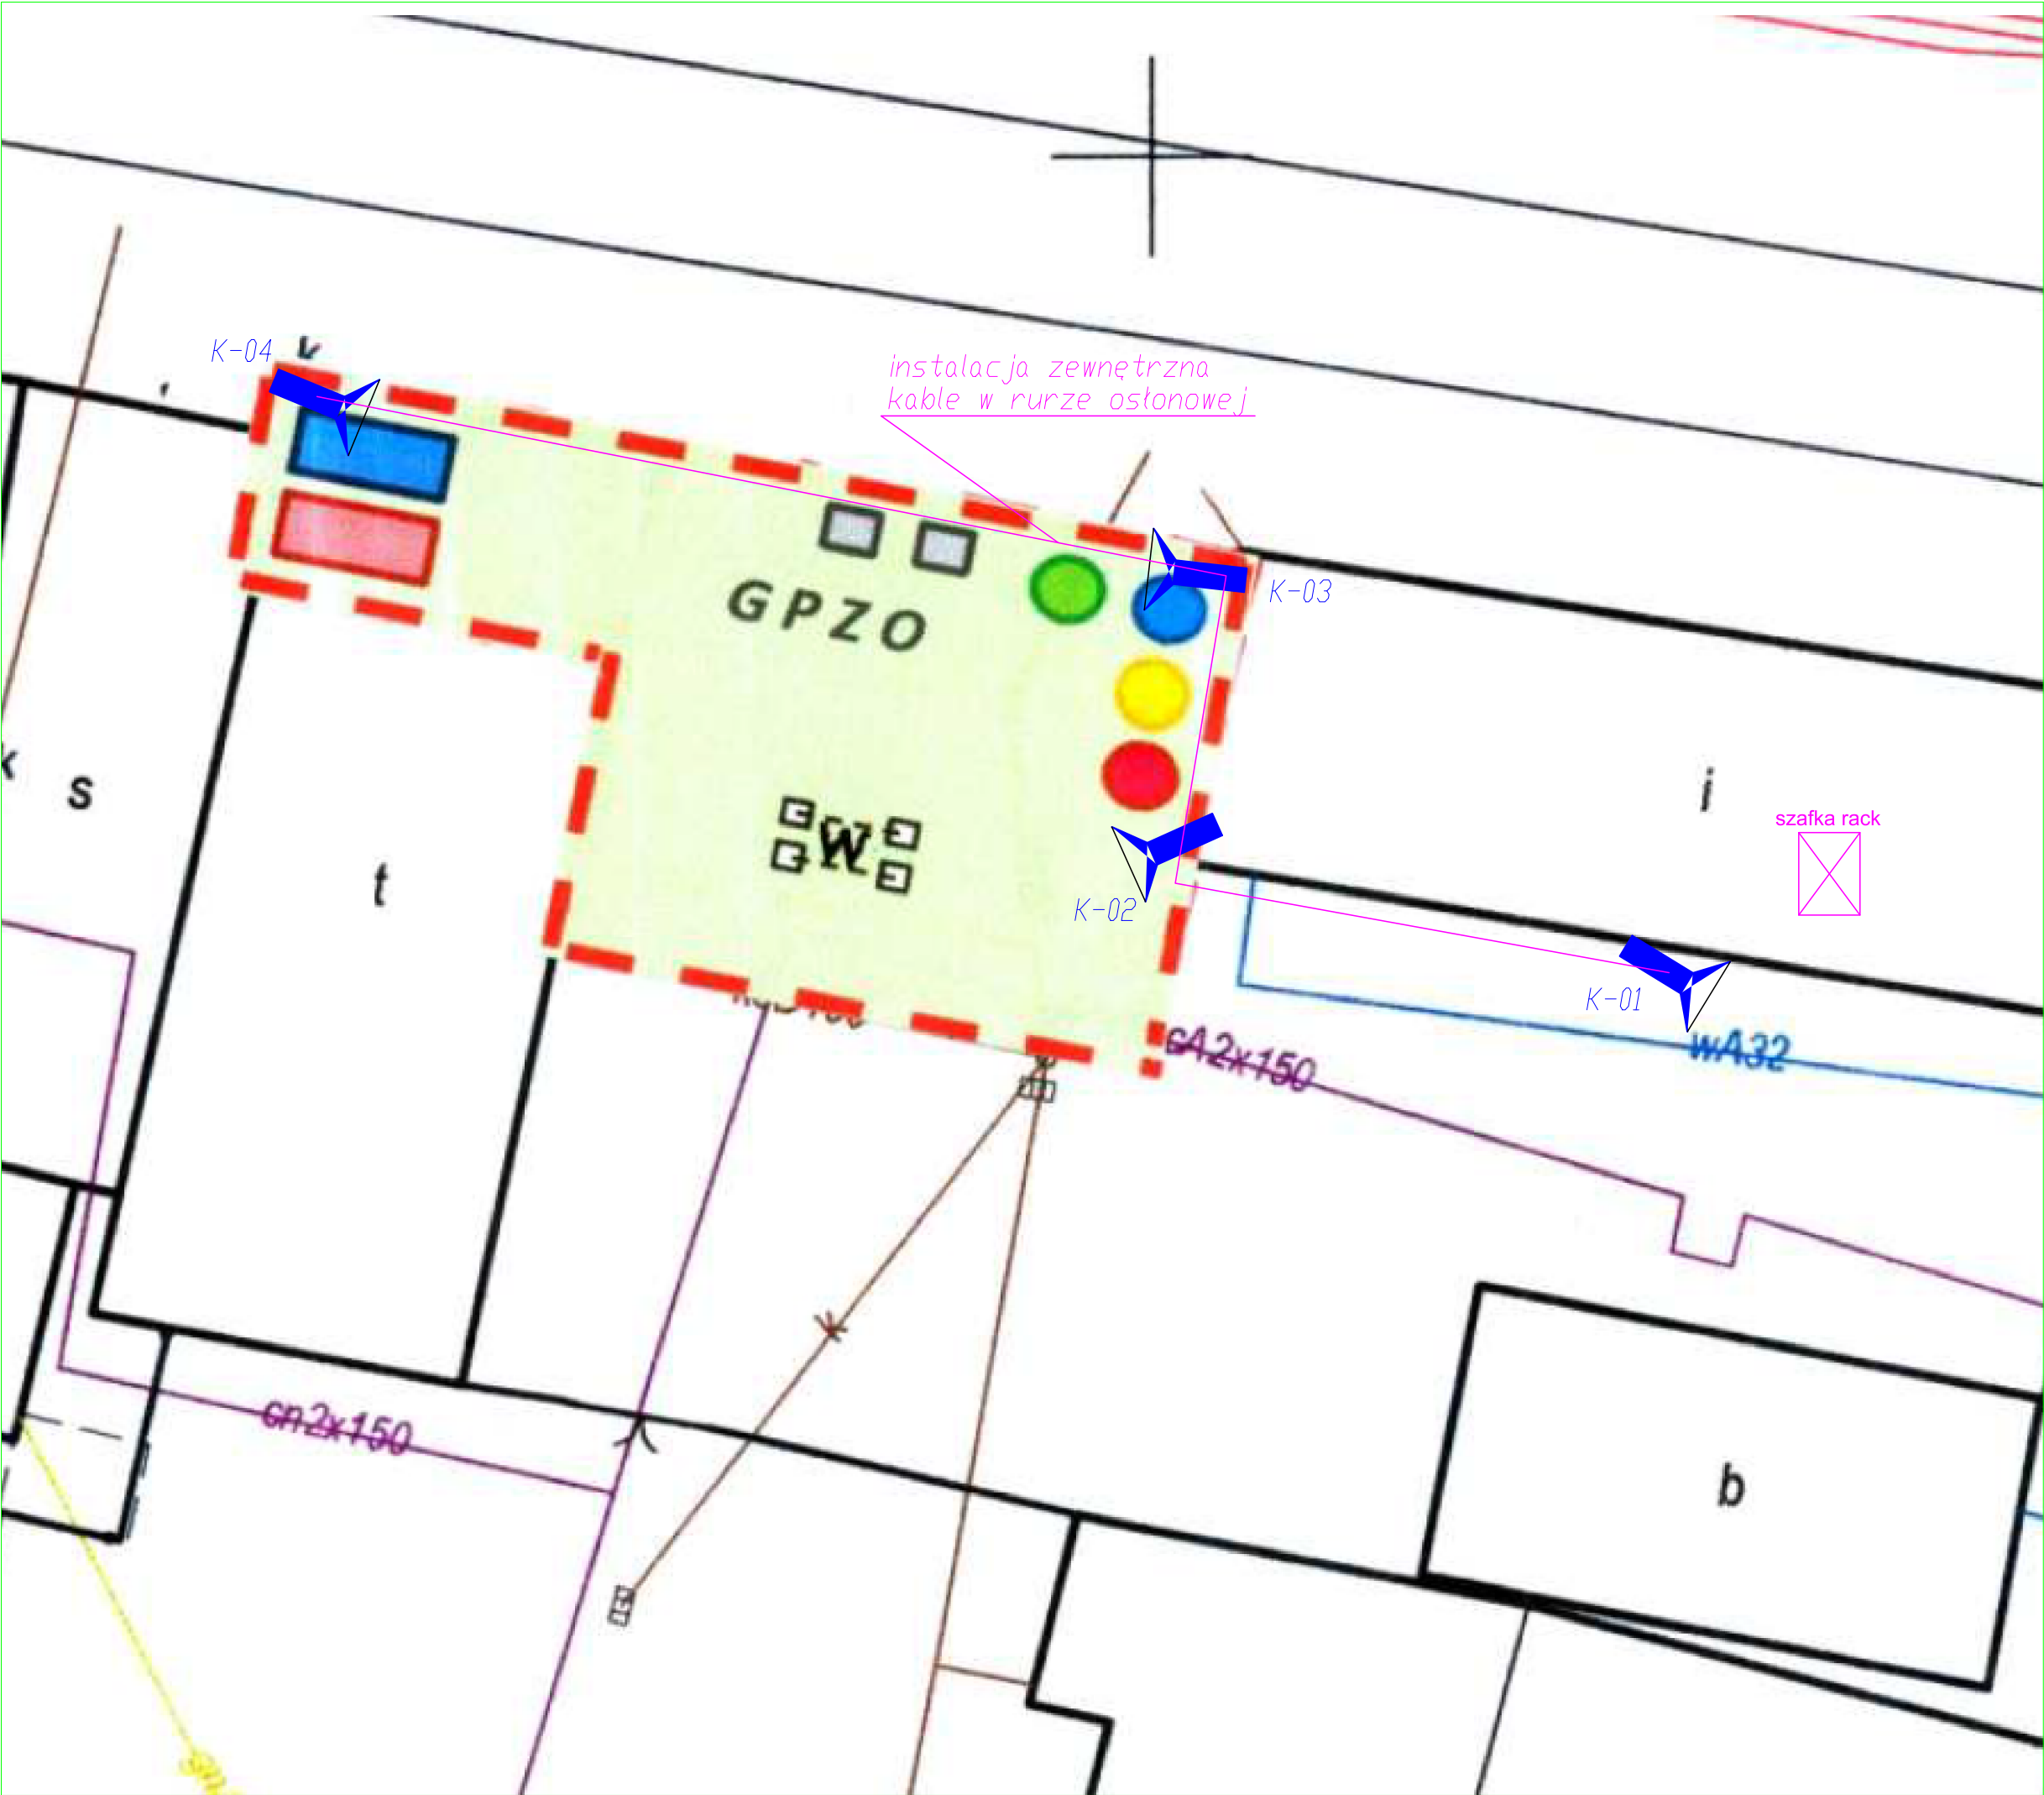 K-04
instalacja zewnętrzna
kable w rurze osłonowej
K-03
GPZO
k s
i
szafka rack
W
t
K-02
K-01
cA2x150
wA32
cn2x150
b